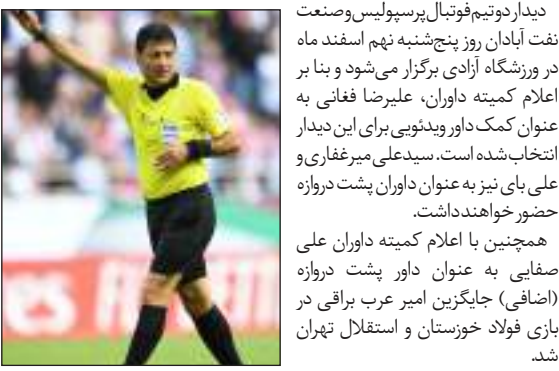 دیدار دو تیم فوتبال پرسپولیس و صنعت
نفت آبادان روز پنج‌شنبه نهم اسفند ماه
در ورزشگاه آزادی برگزار می‌شود و بنا بر
اعلام کمیته داوران، علیرضا فغانی به
عنوان کمک داور ویدئویی برای این دیدار
انتخاب شده است. سیدعلی میرغفاری و
علی بای نیز به عنوان داوران پشت دروازه
حضور خواهند داشت.
همچنین با اعلام کمیته داوران علی
صفایی به عنوان داور پشت دروازه
(اضافی) جایگزین امیر عرب براقی در
بازی فولاد خوزستان و استقلال تهران
شد.